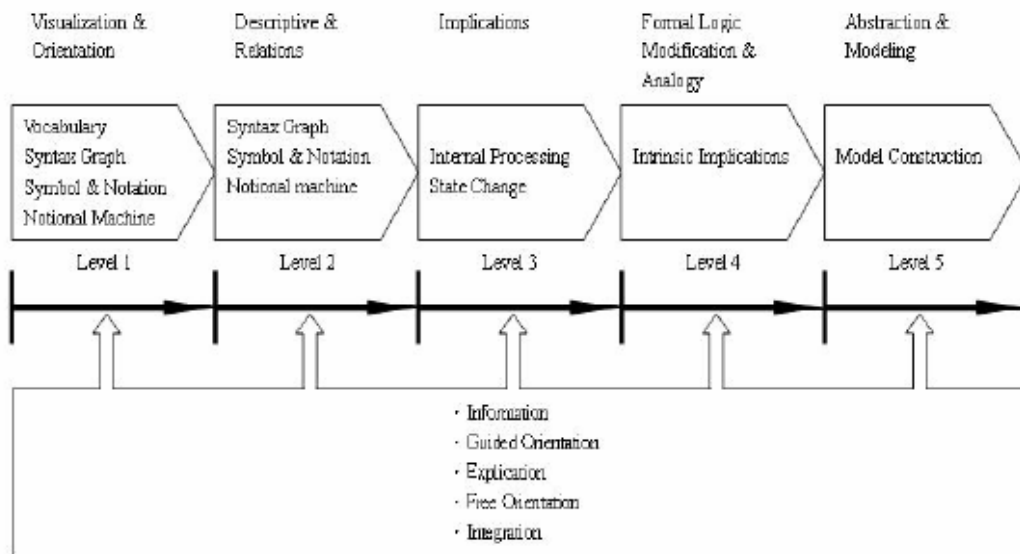 Visualization &
Orientation
Descriptive &
Relations
Implications
Formal Logic
Modification &
Analogy
Abstraction &
Modeling
Vocabulary
Syntax Graph
Symbol & Notation
Notional Machine
Syntax Graph
Symbol & Notation
Notional machine
Internal Processing
State Change
Intrinsic Implications
Model Construction
Level 1
Level 2
Level 3
Level 4
Level 5
· Information
· Guided Orientation
· Explication
· Free Orientation
· Integration